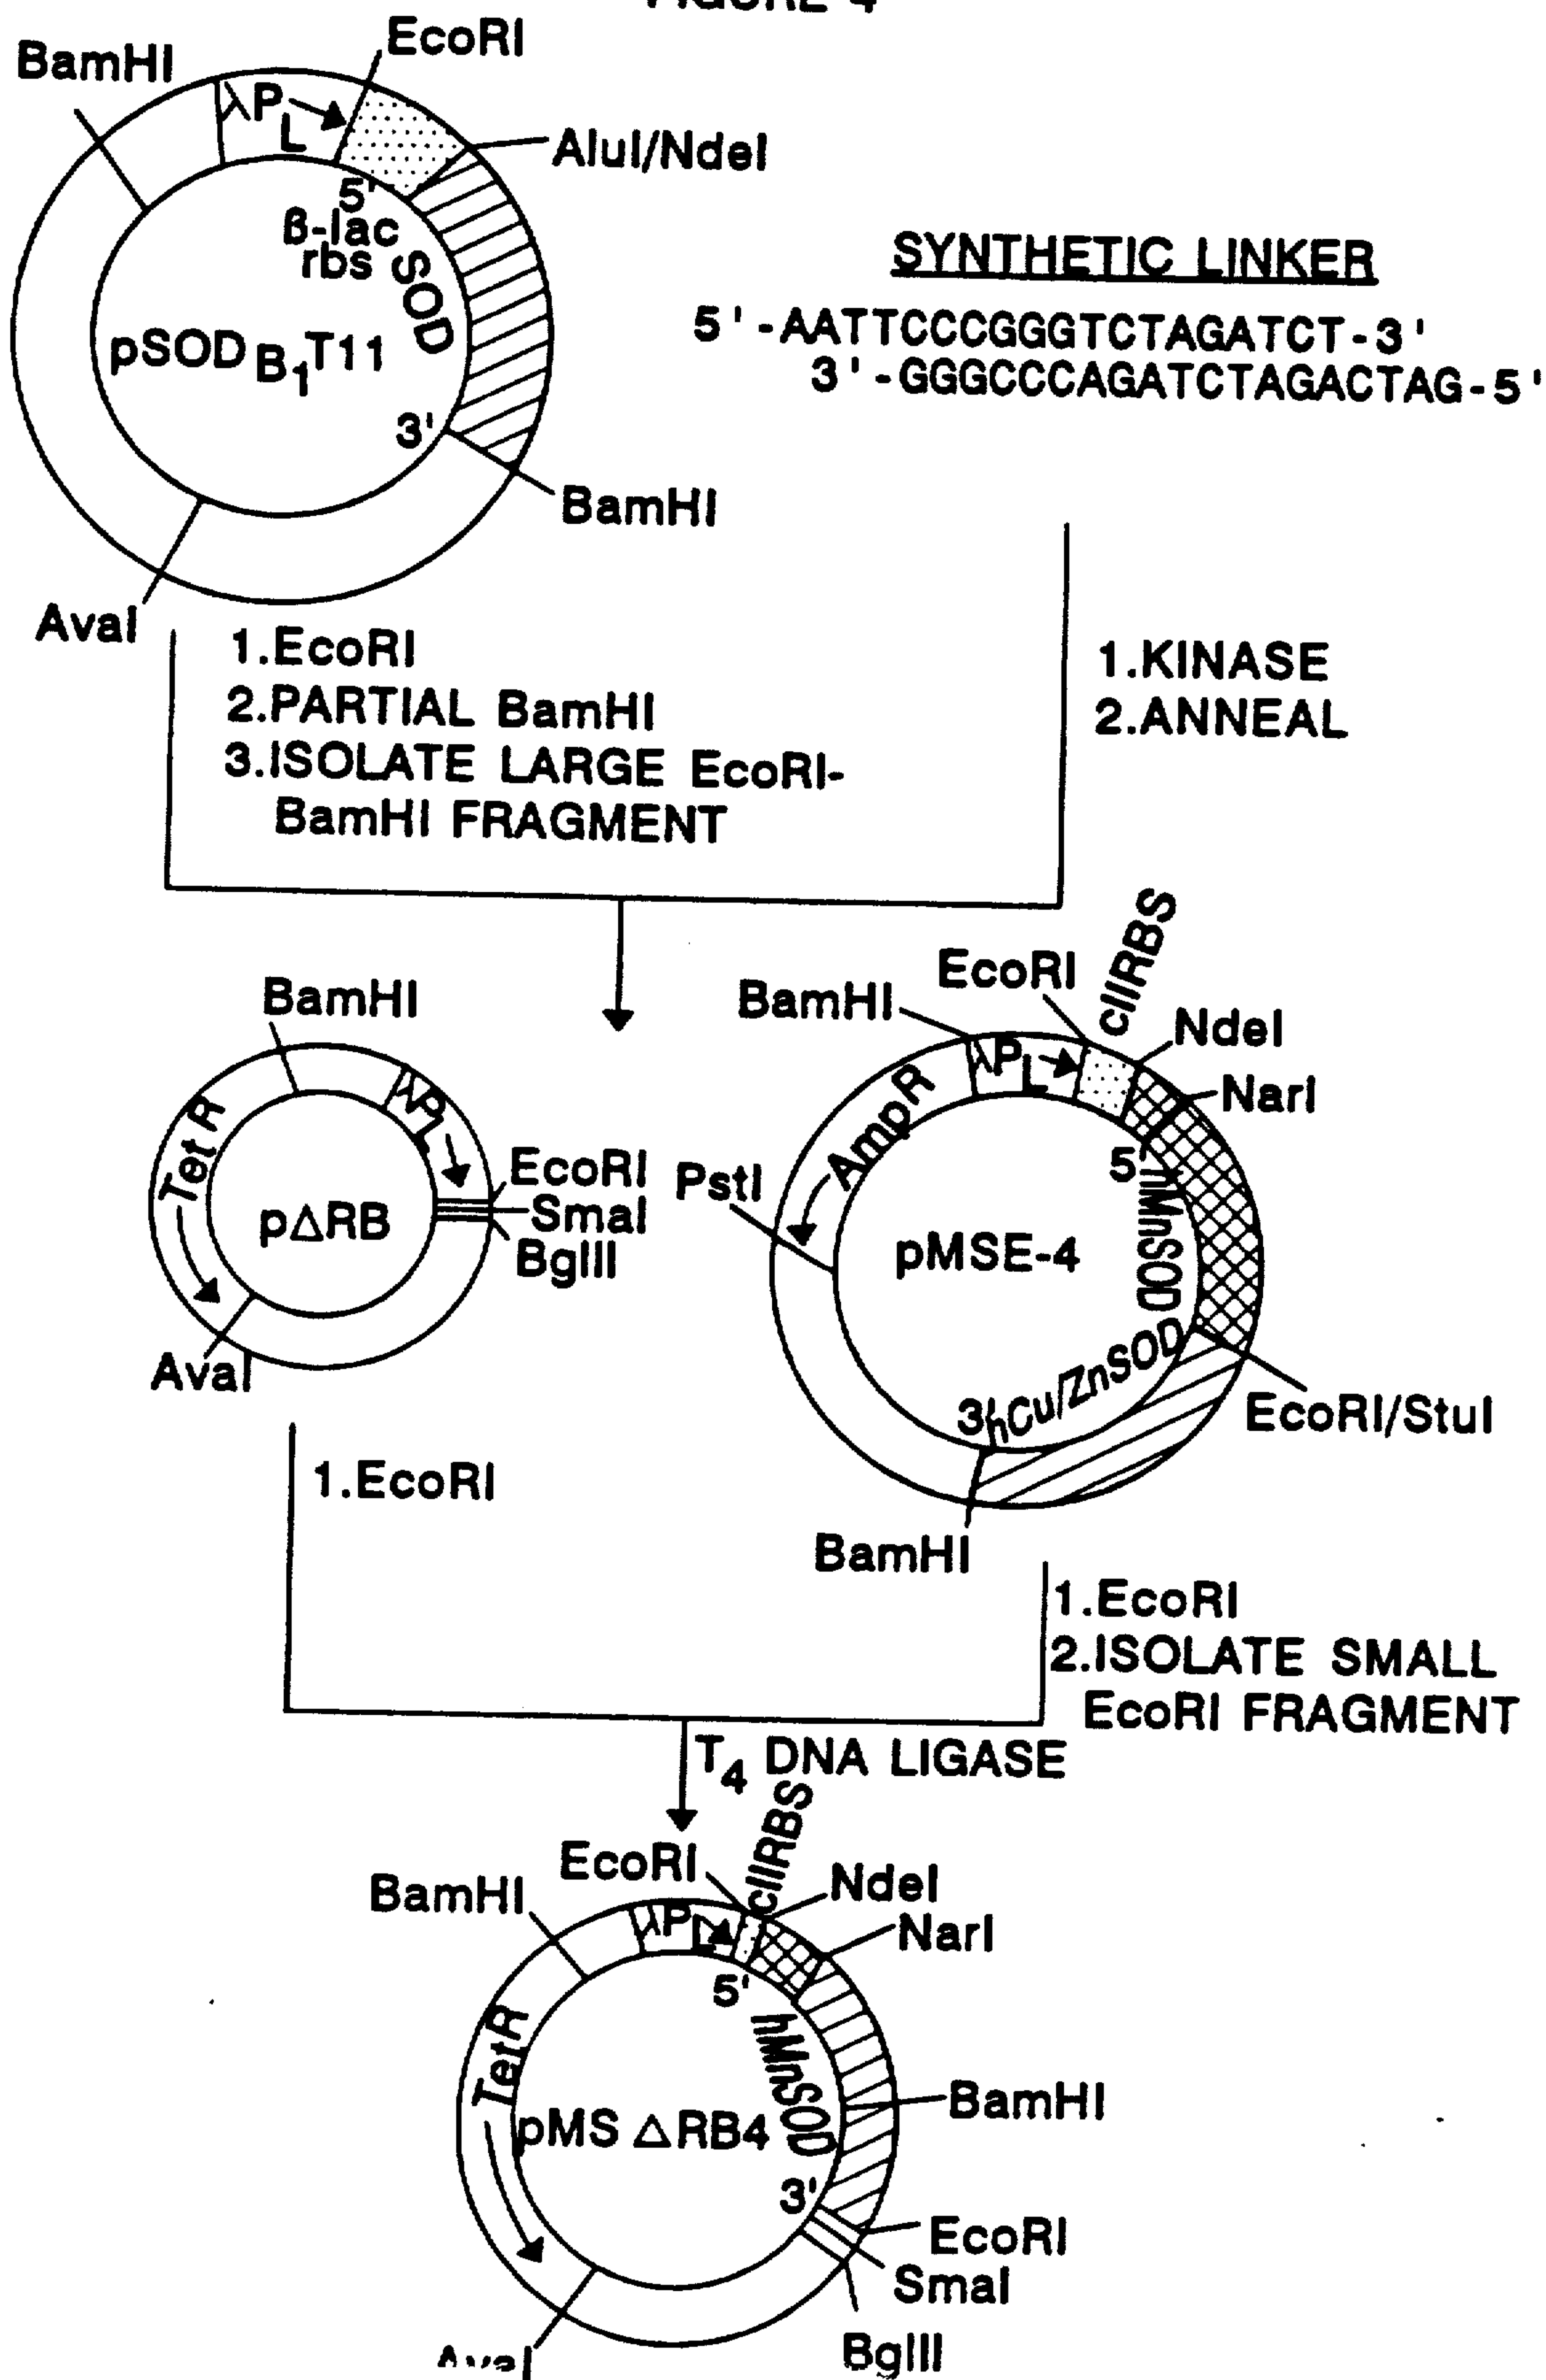 FIGURE 4
EcoRI
BamHI
λPL
AluI/NdeI
5'
β-lac
rbs
SOD
pSOD B1T11
3'
BamHI
AvaI
SYNTHETIC LINKER
5'-AATTCCCGGGTCTAGATCT-3'
3'-GGGCCCAGATCTAGACTAG-5'
1.EcoRI
2.PARTIAL BamHI
3.ISOLATE LARGE EcoRI-
BamHI FRAGMENT
1.KINASE
2.ANNEAL
BamHI
λPL
TetR
pΔRB
EcoRI
SmaI
BglII
AvaI
cIIRBS
EcoRI
BamHI
NdeI
λPL
NarI
AmpR
PstI
5'
hMnSOD
pMSE-4
hCu/ZnSOD
3'
EcoRI/StuI
BamHI
1.EcoRI
1.EcoRI
2.ISOLATE SMALL
EcoRI FRAGMENT
T4 DNA LIGASE
cIIRBS
EcoRI
BamHI
NdeI
λPL
NarI
5'
TetR
hMnSOD
pMS ΔRB4
BamHI
3'
EcoRI
SmaI
BglII
AvaI